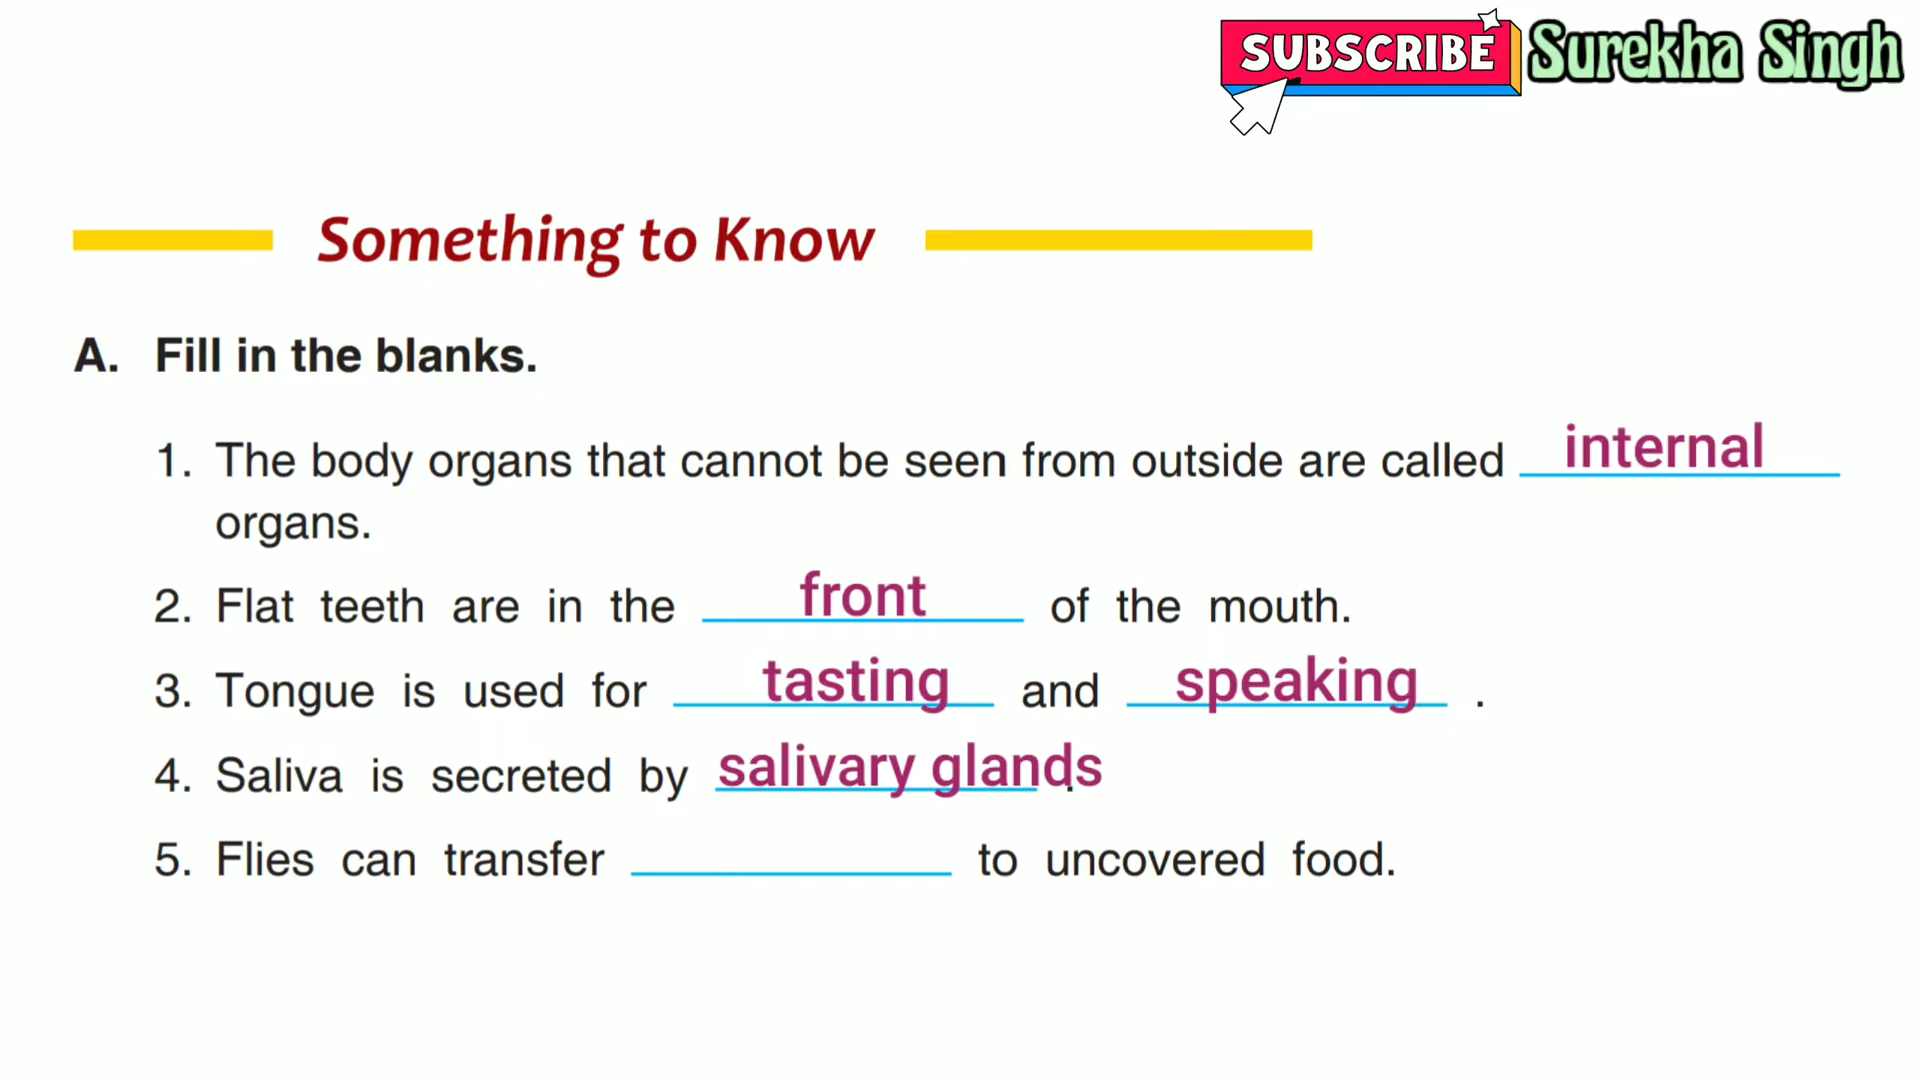 SUBSCRIBE Surekha Singh
Something to Know
A. Fill in the blanks.
1. The body organs that cannot be seen from outside are called internal
organs.
2. Flat teeth are in the front of the mouth.
3. Tongue is used for tasting and speaking .
4. Saliva is secreted by salivary glands .
5. Flies can transfer ____________ to uncovered food.